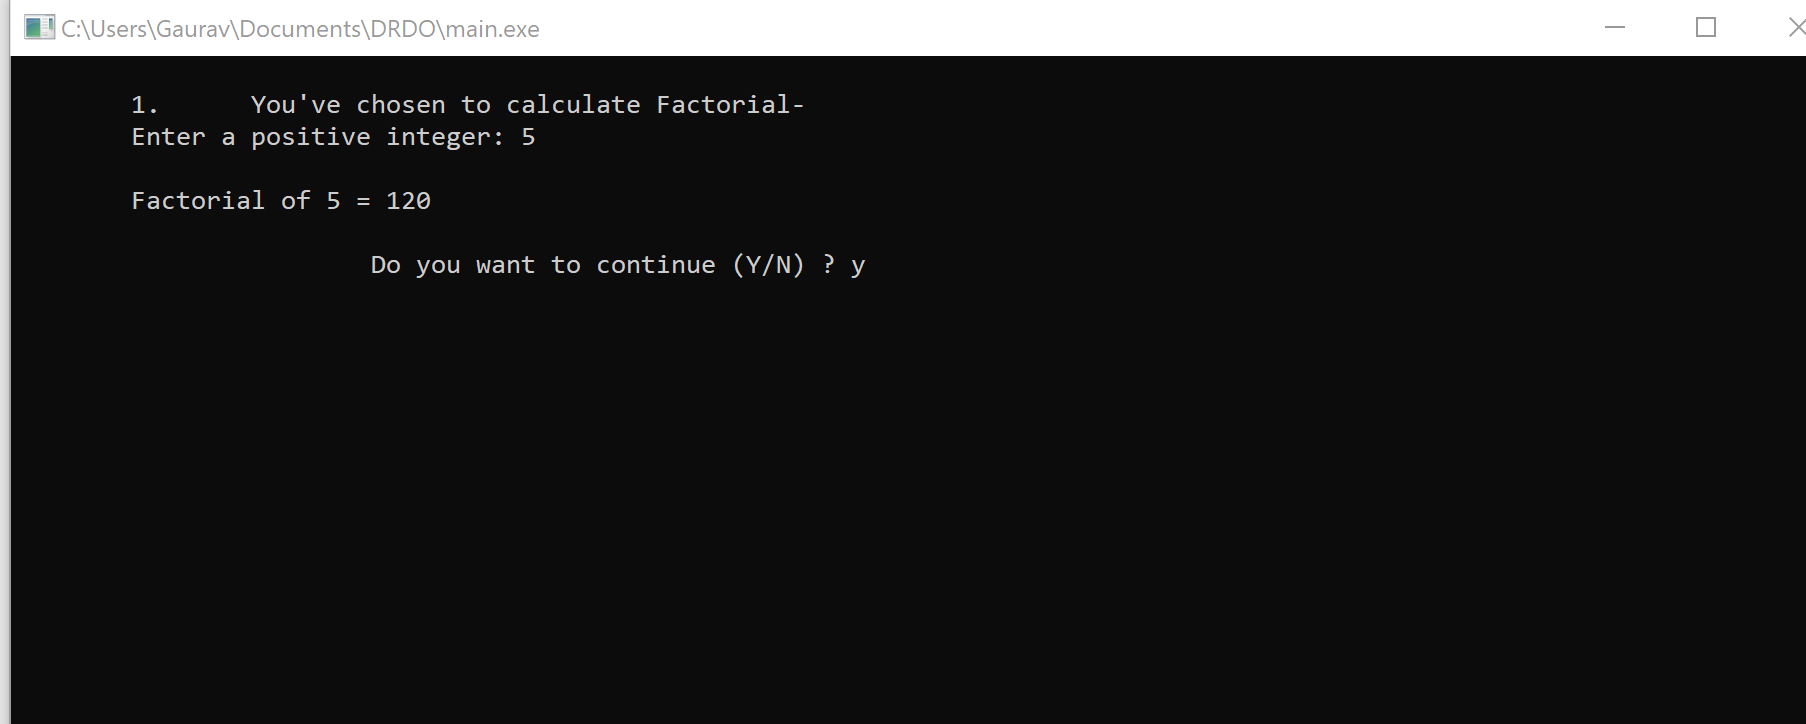 C:\Users\Gaurav\Documents\DRDO\main.exe
1. You've chosen to calculate Factorial-
Enter a positive integer: 5
Factorial of 5 = 120
Do you want to continue (Y/N) ? y